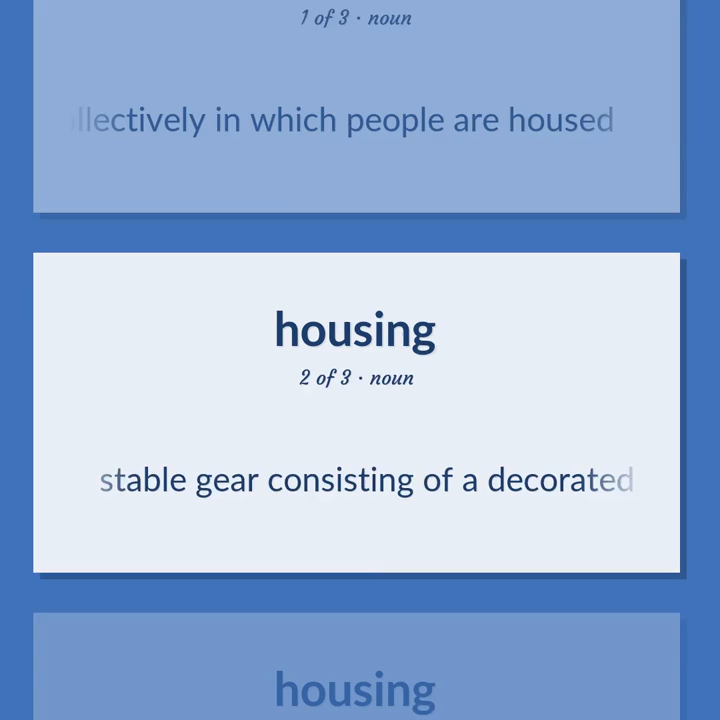 1 of 3 · noun
llectively in which people are housed
housing
2 of 3 · noun
stable gear consisting of a decorated
housing